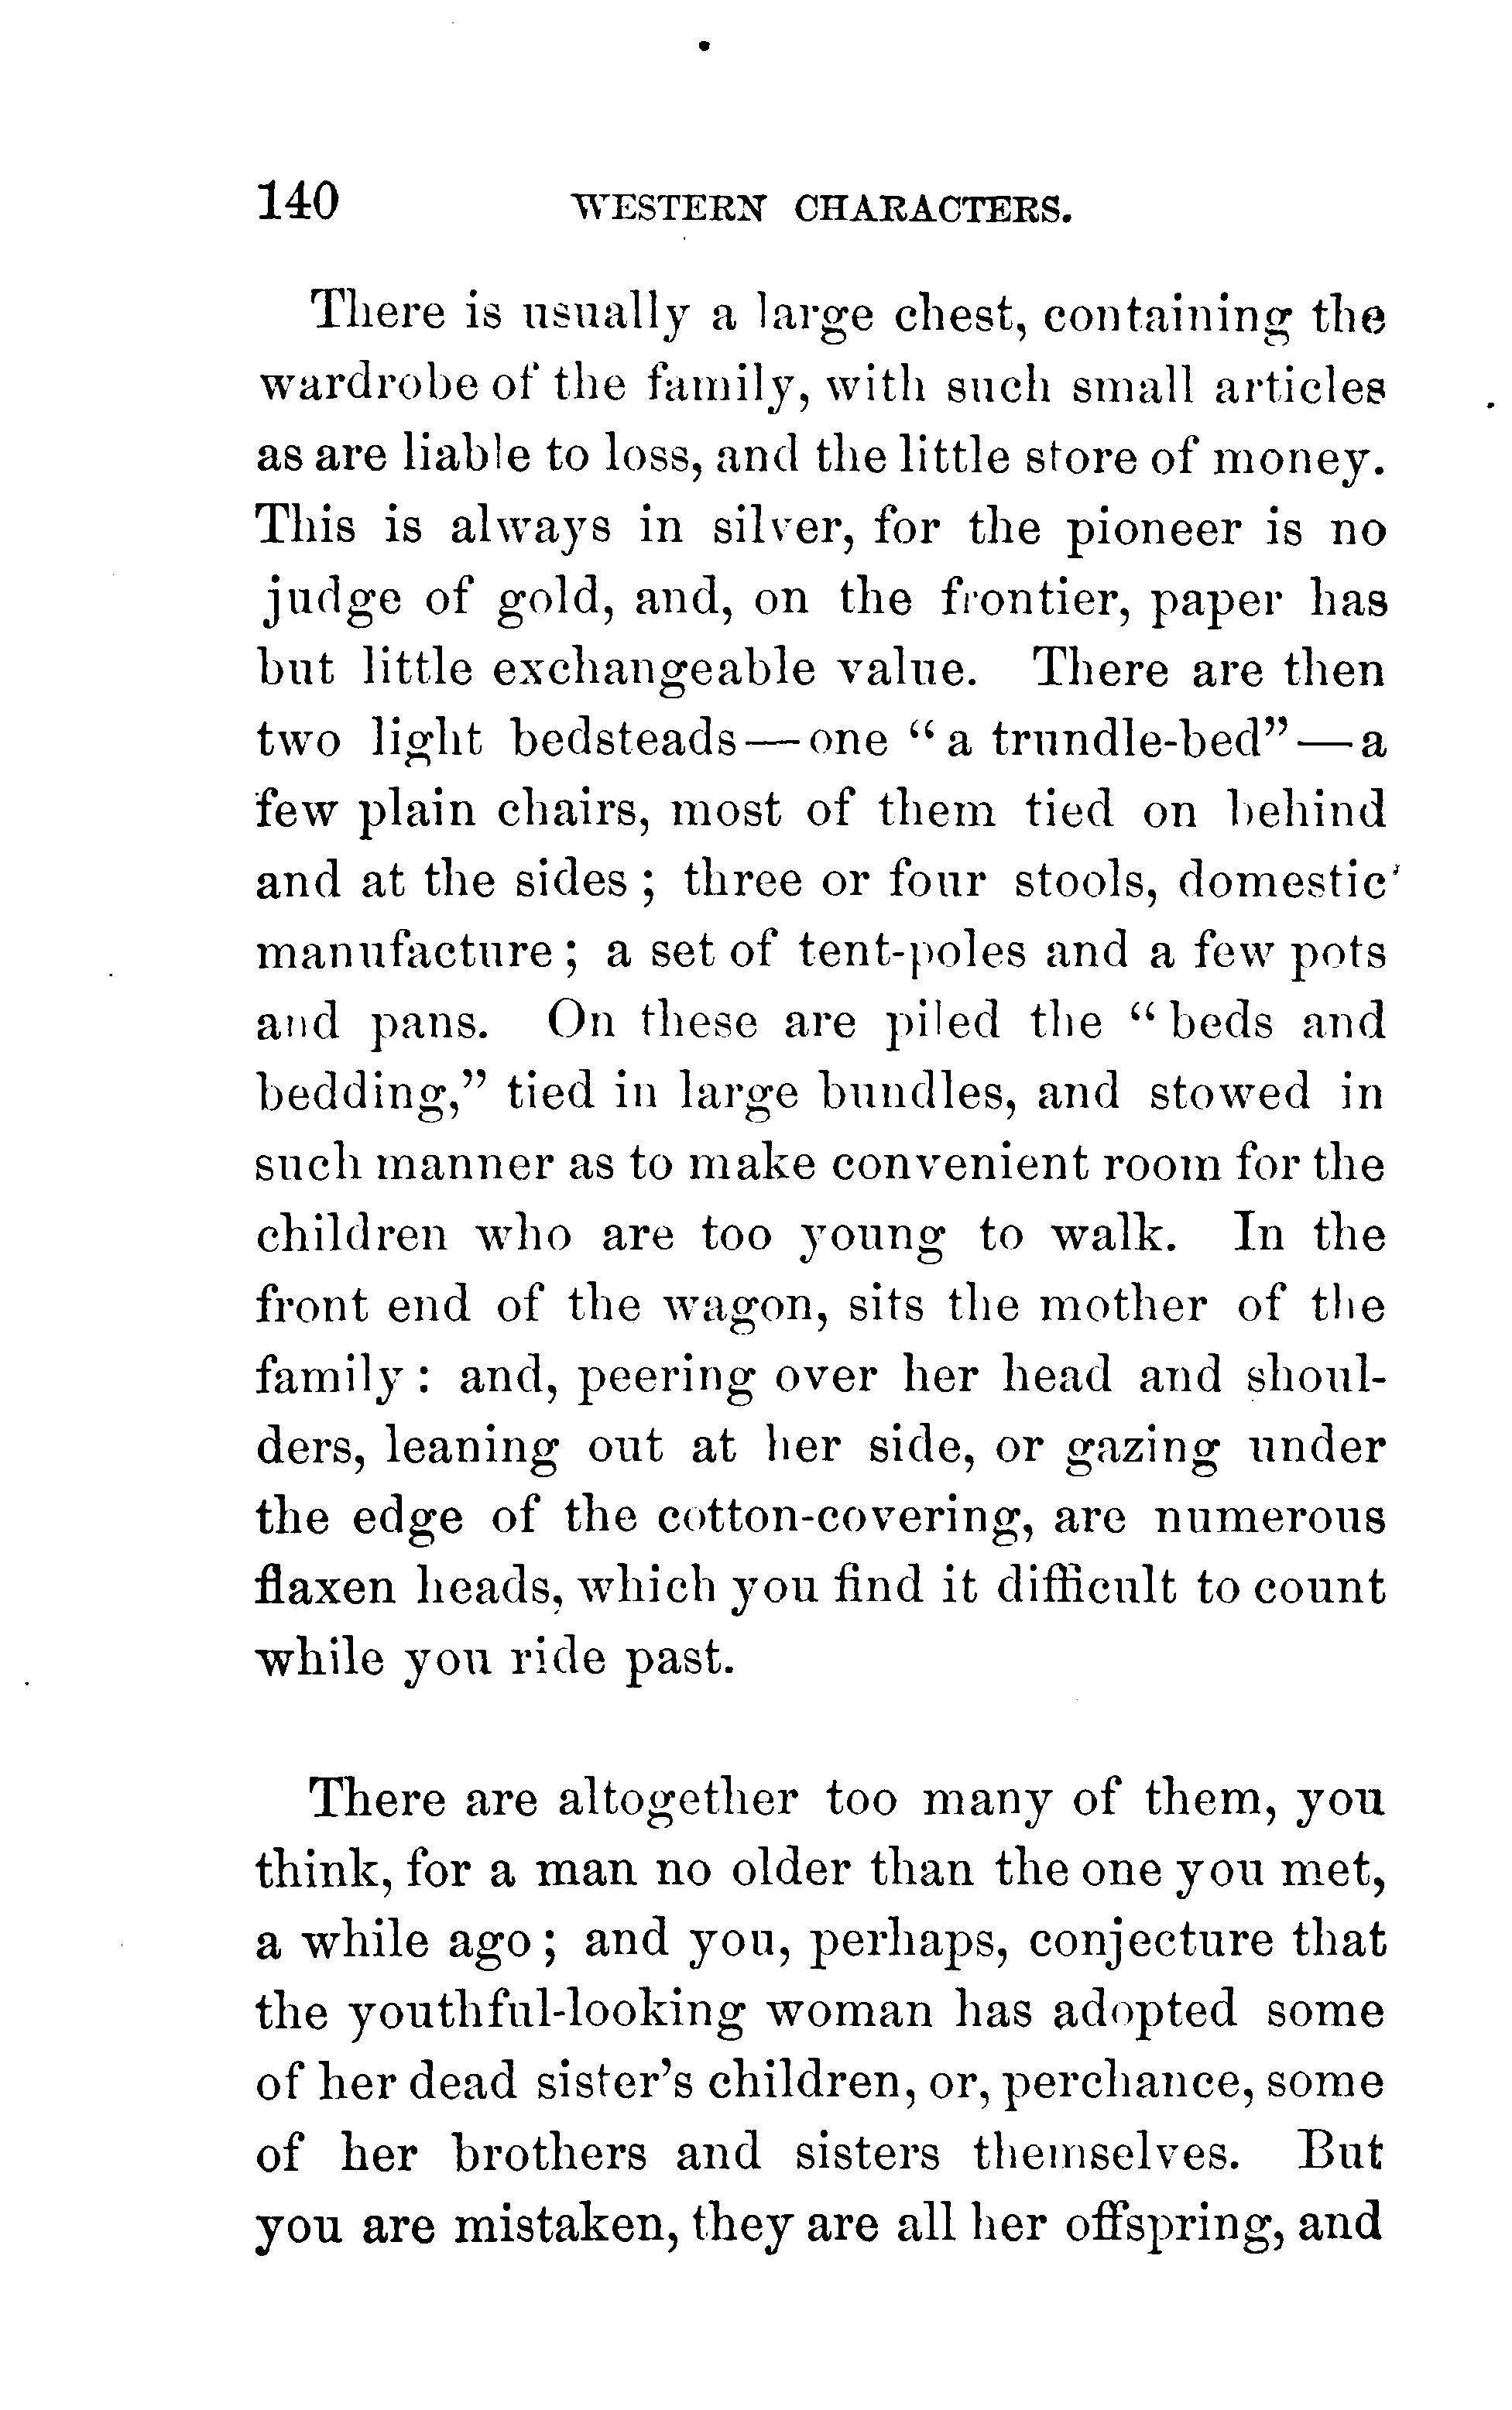 140 WESTERN CHARACTERS.
There is usually a large chest, containing the
wardrobe of the family, with such small articles
as are liable to loss, and the little store of money.
This is always in silver, for the pioneer is no
judge of gold, and, on the frontier, paper has
but little exchangeable value. There are then
two light bedsteads—one “a trundle-bed”—a
few plain chairs, most of them tied on behind
and at the sides; three or four stools, domestic
manufacture; a set of tent-poles and a few pots
and pans. On these are piled the “beds and
bedding,” tied in large bundles, and stowed in
such manner as to make convenient room for the
children who are too young to walk. In the
front end of the wagon, sits the mother of the
family: and, peering over her head and shoul-
ders, leaning out at her side, or gazing under
the edge of the cotton-covering, are numerous
flaxen heads, which you find it difficult to count
while you ride past.
There are altogether too many of them, you
think, for a man no older than the one you met,
a while ago; and you, perhaps, conjecture that
the youthful-looking woman has adopted some
of her dead sister’s children, or, perchance, some
of her brothers and sisters themselves. But
you are mistaken, they are all her offspring, and